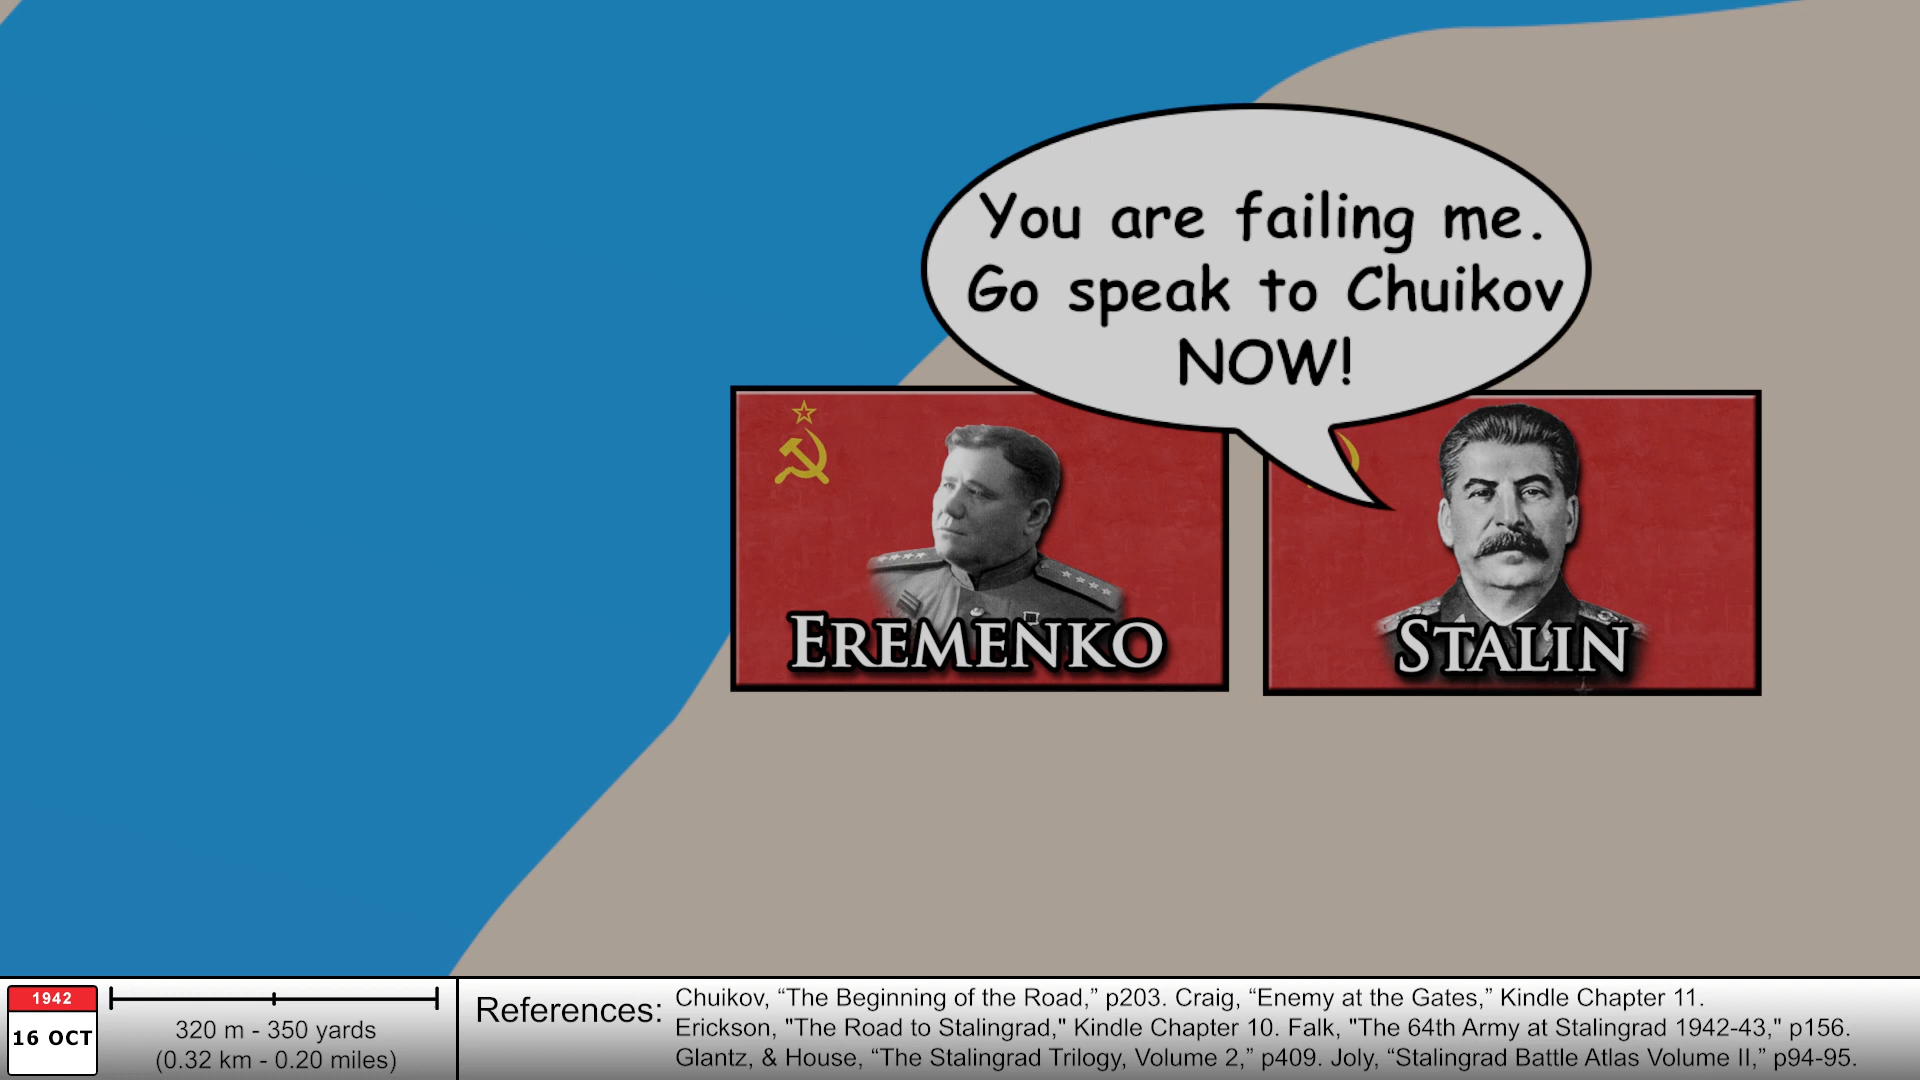 You are failing me.
Go speak to Chuikov
NOW!
EREMENKO
STALIN
1942
16 OCT
320 m - 350 yards
(0.32 km - 0.20 miles)
References:
Chuikov, “The Beginning of the Road,” p203. Craig, “Enemy at the Gates,” Kindle Chapter 11.
Erickson, "The Road to Stalingrad," Kindle Chapter 10. Falk, "The 64th Army at Stalingrad 1942-43," p156.
Glantz, & House, “The Stalingrad Trilogy, Volume 2,” p409. Joly, “Stalingrad Battle Atlas Volume II,” p94-95.